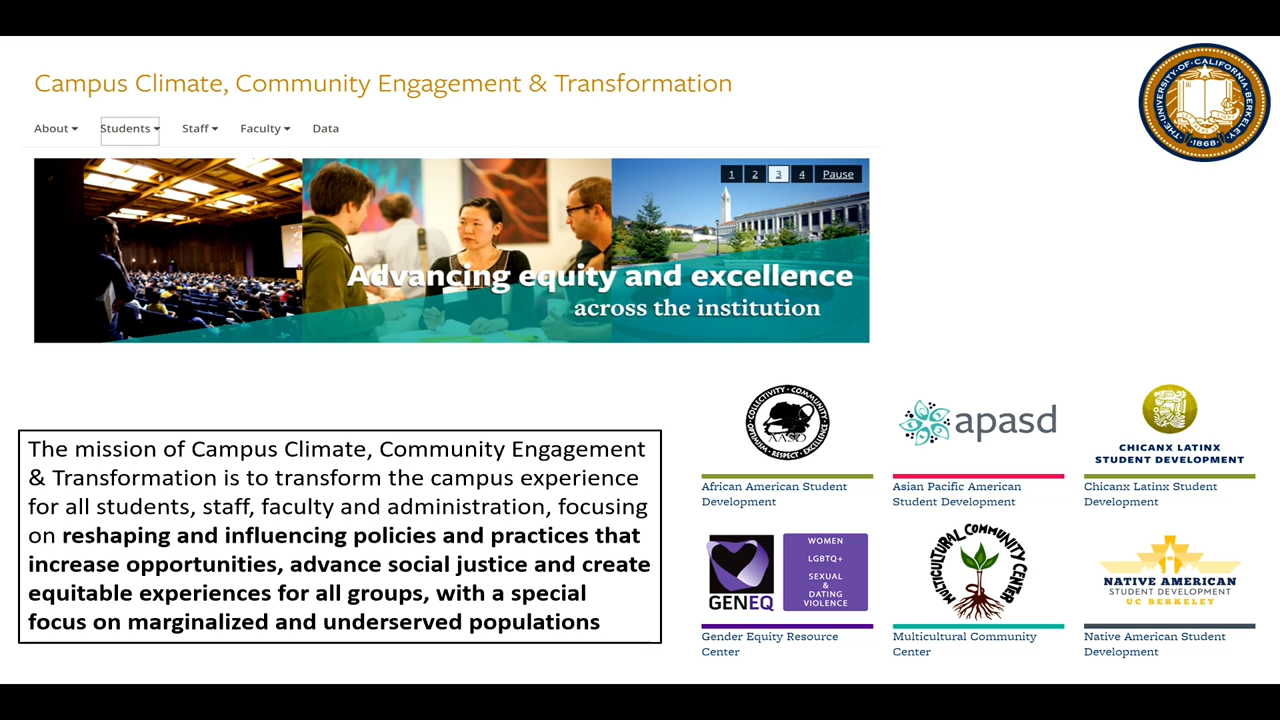 Campus Climate, Community Engagement & Transformation
THE·UNIVERSITY·OF·CALIFORNIA·BERKELEY
·1868·
About
Students
Staff
Faculty
Data
1 2 3 4 Pause
Advancing equity and excellence
across the institution
The mission of Campus Climate, Community Engagement
& Transformation is to transform the campus experience
for all students, staff, faculty and administration, focusing
on reshaping and influencing policies and practices that
increase opportunities, advance social justice and create
equitable experiences for all groups, with a special
focus on marginalized and underserved populations
COLLECTIVITY · COMMUNITY
OPTIMISM · RESPECT · EXCELLENCE
AASD
African American Student
Development
apasd
Asian Pacific American
Student Development
CHICANX LATINX
STUDENT DEVELOPMENT
Chicanx Latinx Student
Development
GENEQ
WOMEN
LGBTQ+
SEXUAL
&
DATING
VIOLENCE
Gender Equity Resource
Center
MULTICULTURAL COMMUNITY CENTER
Multicultural Community
Center
NATIVE AMERICAN
STUDENT DEVELOPMENT
UC BERKELEY
Native American Student
Development